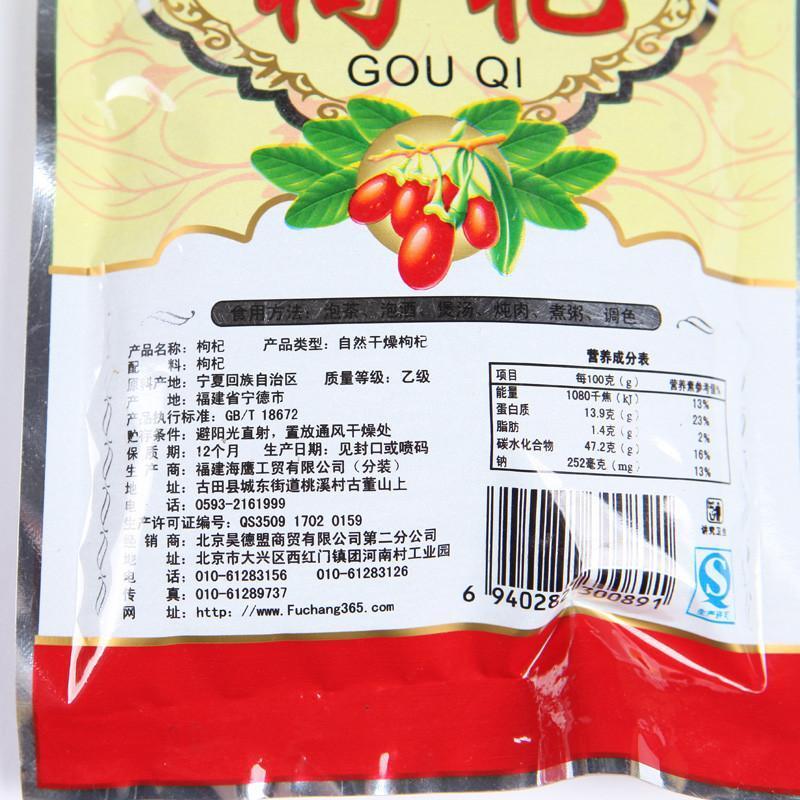 枸杞
GOU QI
食用方法：泡茶、泡酒、煲汤、炖肉、煮粥、调色
产品名称：枸杞 产品类型：自然干燥枸杞
配 料：枸杞
原料产地：宁夏回族自治区 质量等级：乙级
产 地：福建省宁德市
产品执行标准：GB/T 18672
贮存条件：避阳光直射，置放通风干燥处
保 质 期：12个月 生产日期：见封口或喷码
生 产 商：福建海鹰工贸有限公司（分装）
地 址：古田县城东街道桃溪村古董山上
电 话：0593-2161999
生产许可证编号：QS3509 1702 0159
经 销 商：北京昊德盟商贸有限公司第二分公司
地 址：北京市大兴区西红门镇团河南村工业园
电 话：010-61283156 010-61283126
传 真：010-61289737
网 址：http://www.Fuchang365.com
营养成分表
项目 每100克（g） 营养素参考值%
能量 1080千焦（kJ） 13%
蛋白质 13.9克（g） 23%
脂肪 1.4克（g） 2%
碳水化合物 47.2克（g） 16%
钠 252毫克（mg） 13%
讲究卫生
6 94028 300891
生产许可